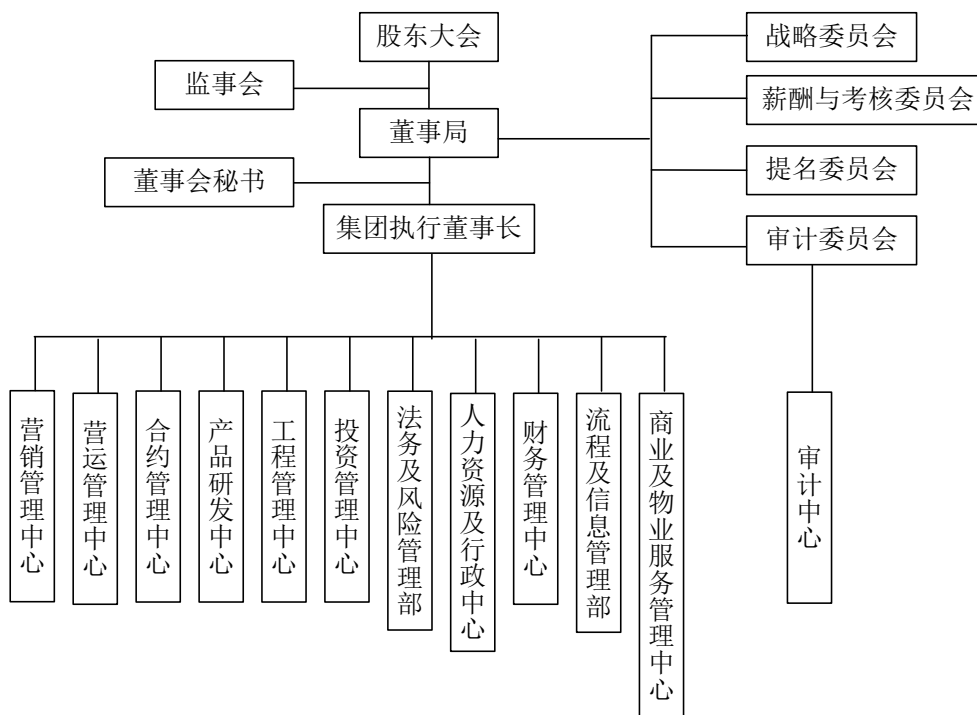 股东大会
战略委员会
监事会
薪酬与考核委员会
董事局
提名委员会
董事会秘书
集团执行董事长
审计委员会
营销管理中心
营运管理中心
合约管理中心
产品研发中心
工程管理中心
投资管理中心
法务及风险管理部
人力资源及行政中心
财务管理中心
流程及信息管理部
商业及物业服务管理中心
审计中心